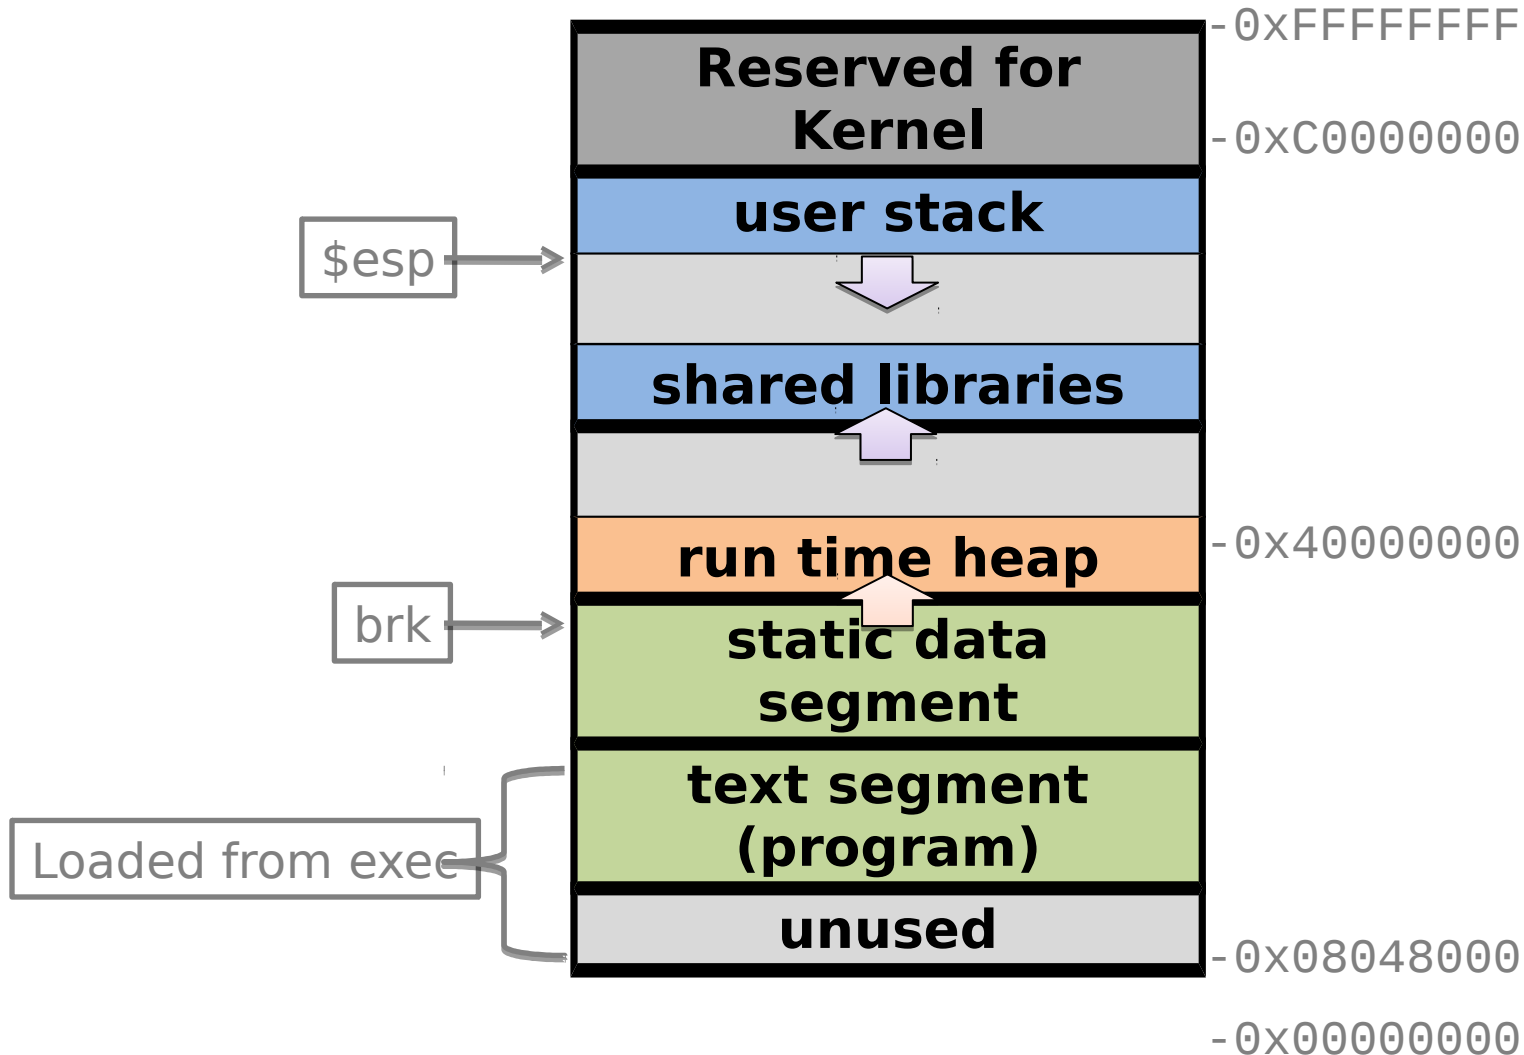 -0xFFFFFFFF
Reserved for
Kernel
-0xC0000000
user stack
$esp
shared libraries
-0x40000000
run time heap
brk
static data
segment
text segment
(program)
Loaded from exec
unused
-0x08048000
-0x00000000